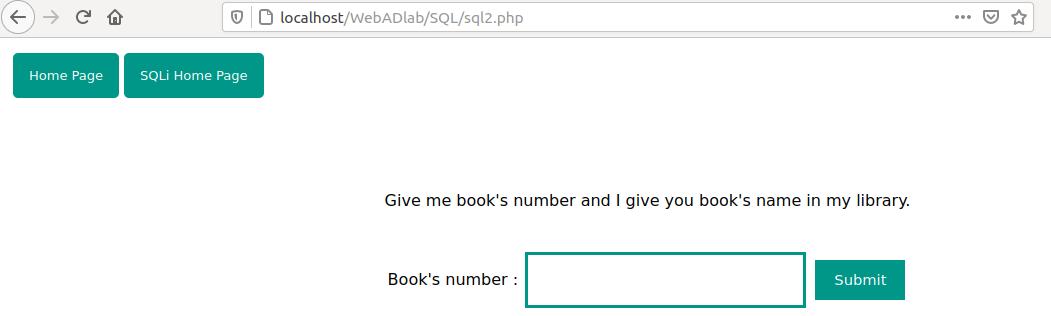 localhost/WebADlab/SQL/sql2.php
Home Page SQLi Home Page
Give me book's number and I give you book's name in my library.
Book's number : Submit